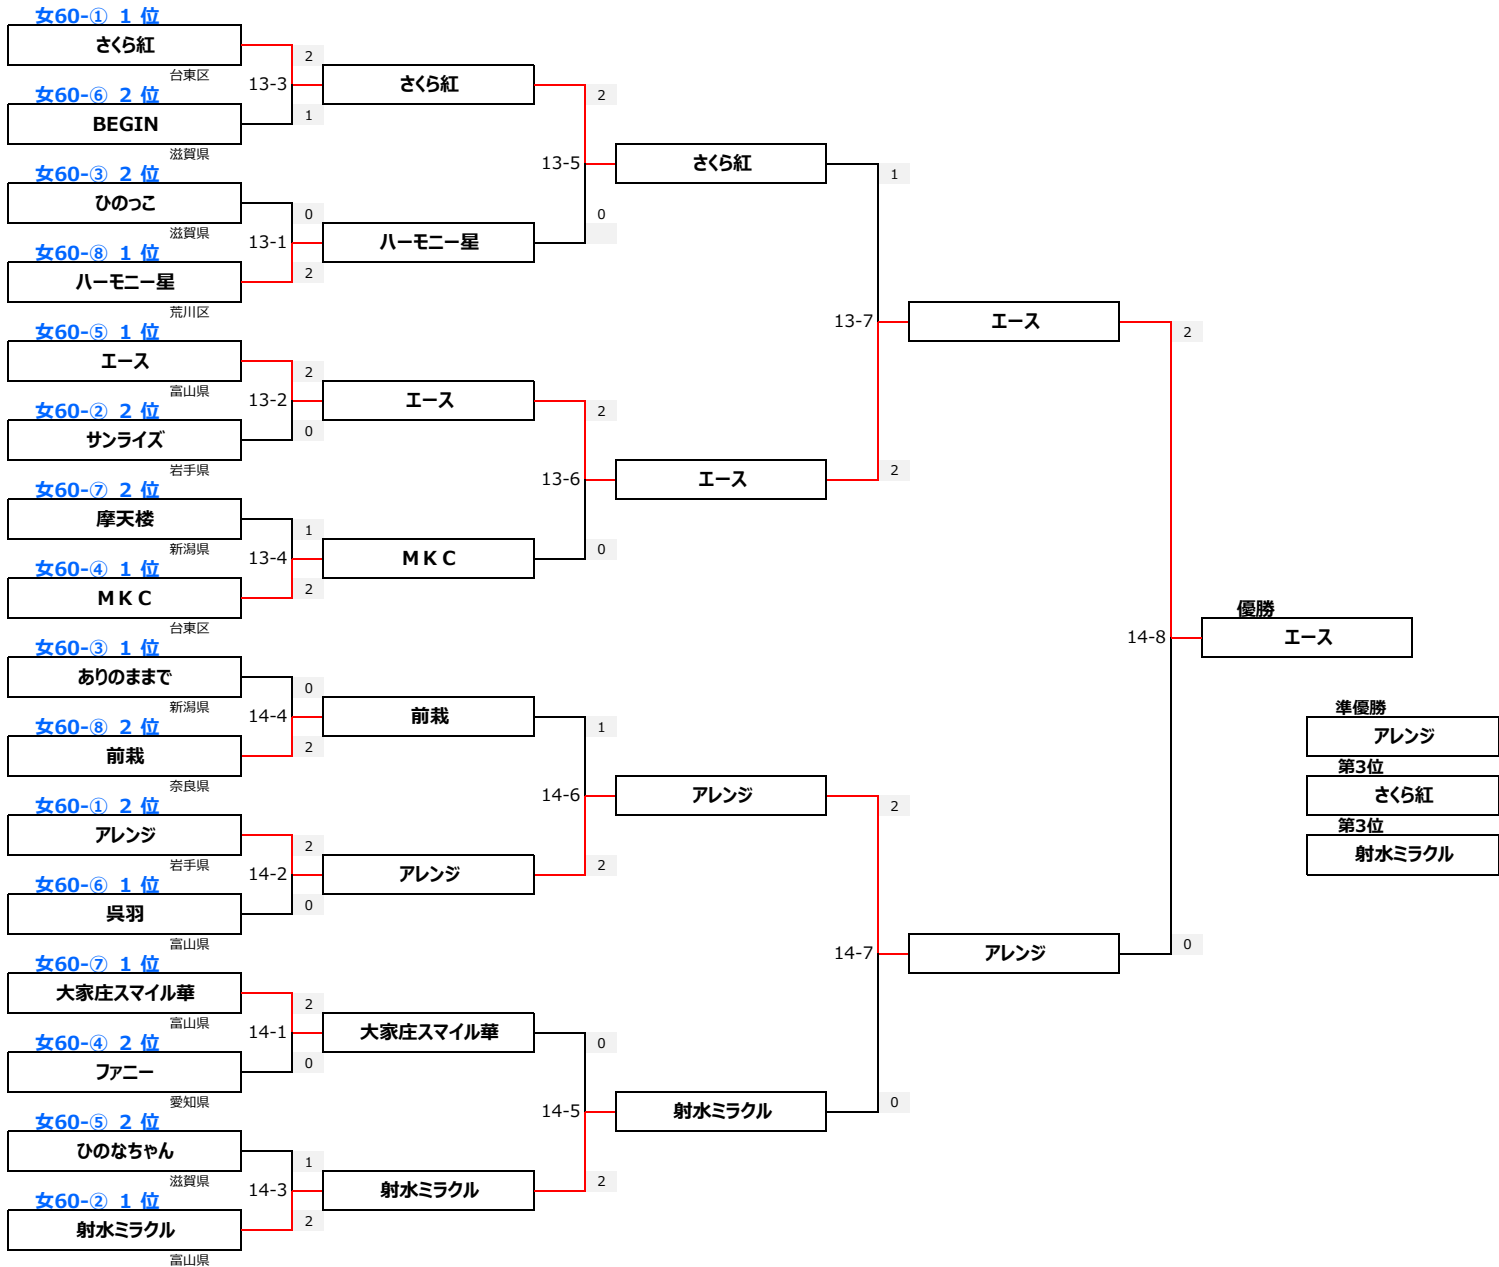 女60-① 1 位
さくら紅
台東区
女60-⑥ 2 位
BEGIN
滋賀県
女60-③ 2 位
ひのっこ
滋賀県
女60-⑧ 1 位
ハーモニー星
荒川区
女60-⑤ 1 位
エース
富山県
女60-② 2 位
サンライズ
岩手県
女60-⑦ 2 位
摩天楼
新潟県
女60-④ 1 位
ＭＫＣ
台東区
女60-③ 1 位
ありのままで
新潟県
女60-⑧ 2 位
前栽
奈良県
女60-① 2 位
アレンジ
岩手県
女60-⑥ 1 位
呉羽
富山県
女60-⑦ 1 位
大家庄スマイル華
富山県
女60-④ 2 位
ファニー
愛知県
女60-⑤ 2 位
ひのなちゃん
滋賀県
女60-② 1 位
射水ミラクル
富山県
2
13-3
1
さくら紅
0
13-1
2
ハーモニー星
2
13-2
0
エース
1
13-4
2
ＭＫＣ
0
14-4
2
前栽
2
14-2
0
アレンジ
2
14-1
0
大家庄スマイル華
1
14-3
2
射水ミラクル
2
13-5
0
さくら紅
2
13-6
0
エース
1
14-6
2
アレンジ
0
14-5
2
射水ミラクル
1
13-7
2
エース
2
14-7
0
アレンジ
2
14-8
0
優勝
エース
準優勝
アレンジ
第3位
さくら紅
第3位
射水ミラクル